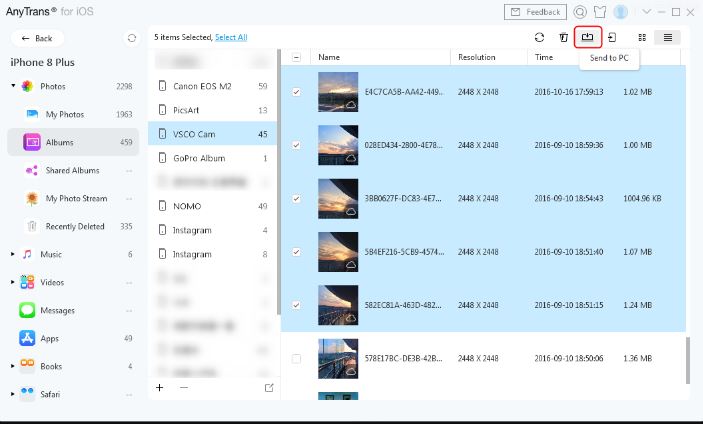 AnyTrans for iOS
Feedback
Back
5 items Selected, Select All
Send to PC
iPhone 8 Plus
Photos 2298
My Photos 1963
Albums 459
Shared Albums --
My Photo Stream --
Recently Deleted 335
Music 6
Videos --
Messages --
Apps 49
Books 4
Safari --
Canon EOS M2 59
PicsArt 13
VSCO Cam 45
GoPro Album 1
NOMO 49
Instagram 4
Instagram 8
Name Resolution Time Size
E4C7CA5B-AA42-449... 2448 X 2448 2016-10-16 17:59:13 1.02 MB
028ED434-2800-4E78... 2448 X 2448 2016-09-10 18:59:36 1.00 MB
3BB0627F-DC83-4E7... 2448 X 2448 2016-09-10 18:54:43 1004.96 KB
5B4EF216-5CB9-4574... 2448 X 2448 2016-09-10 18:51:40 1.07 MB
582EC81A-463D-482... 2448 X 2448 2016-09-10 18:51:15 1.24 MB
578E17BC-DE3B-42B... 2448 X 2448 2016-09-10 18:50:06 1.36 MB